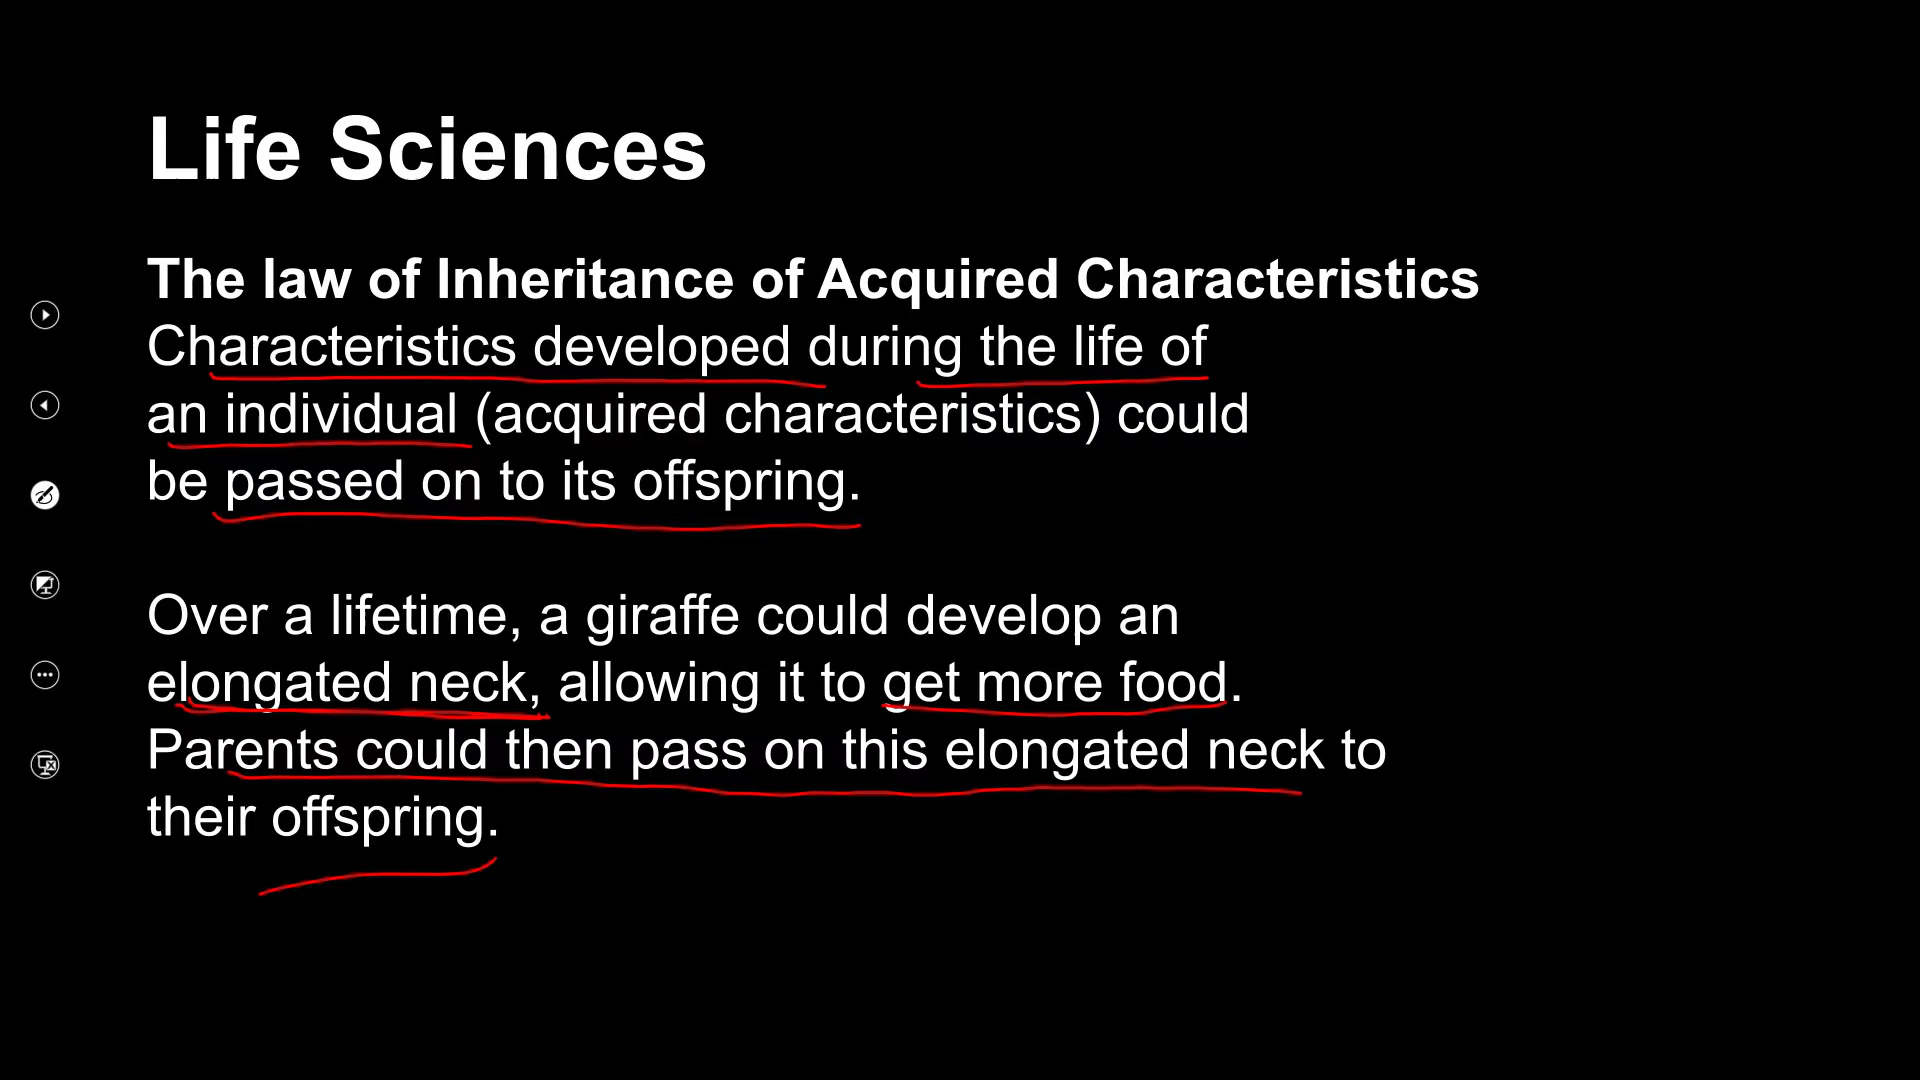 Life Sciences
The law of Inheritance of Acquired Characteristics
Characteristics developed during the life of
an individual (acquired characteristics) could
be passed on to its offspring.
Over a lifetime, a giraffe could develop an
elongated neck, allowing it to get more food.
Parents could then pass on this elongated neck to
their offspring.